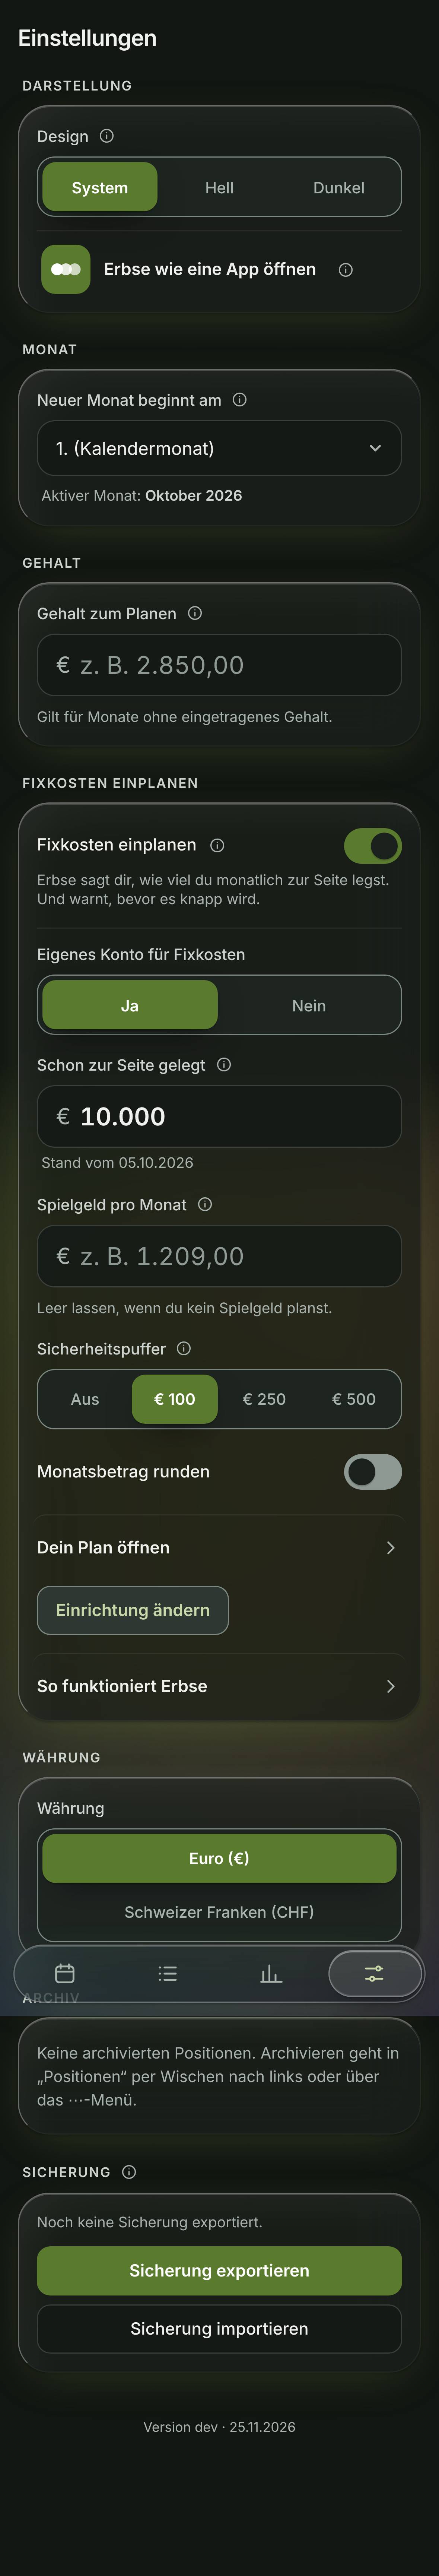 Einstellungen
DARSTELLUNG
Design
System
Hell
Dunkel
Erbse wie eine App öffnen
MONAT
Neuer Monat beginnt am
1. (Kalendermonat)
Aktiver Monat: Oktober 2026
GEHALT
Gehalt zum Planen
€ z. B. 2.850,00
Gilt für Monate ohne eingetragenes Gehalt.
FIXKOSTEN EINPLANEN
Fixkosten einplanen
Erbse sagt dir, wie viel du monatlich zur Seite legst.
Und warnt, bevor es knapp wird.
Eigenes Konto für Fixkosten
Ja
Nein
Schon zur Seite gelegt
€ 10.000
Stand vom 05.10.2026
Spielgeld pro Monat
€ z. B. 1.209,00
Leer lassen, wenn du kein Spielgeld planst.
Sicherheitspuffer
Aus
€ 100
€ 250
€ 500
Monatsbetrag runden
Dein Plan öffnen
Einrichtung ändern
So funktioniert Erbse
WÄHRUNG
Währung
Euro (€)
Schweizer Franken (CHF)
ARCHIV
Keine archivierten Positionen. Archivieren geht in
„Positionen“ per Wischen nach links oder über
das ···-Menü.
SICHERUNG
Noch keine Sicherung exportiert.
Sicherung exportieren
Sicherung importieren
Version dev · 25.11.2026